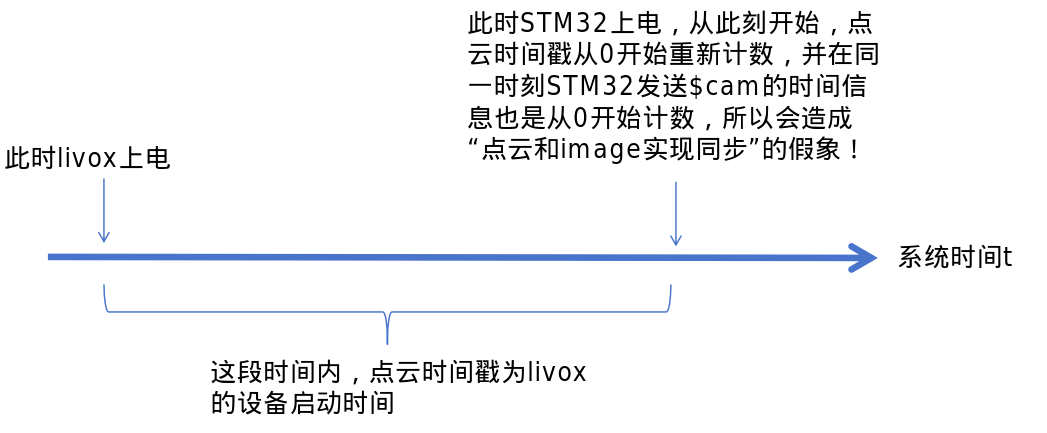 此时STM32上电，从此刻开始，点
云时间戳从0开始重新计数，并在同
一时刻STM32发送$cam的时间信
息也是从0开始计数，所以会造成
“点云和image实现同步”的假象！
此时livox上电
系统时间t
这段时间内，点云时间戳为livox
的设备启动时间